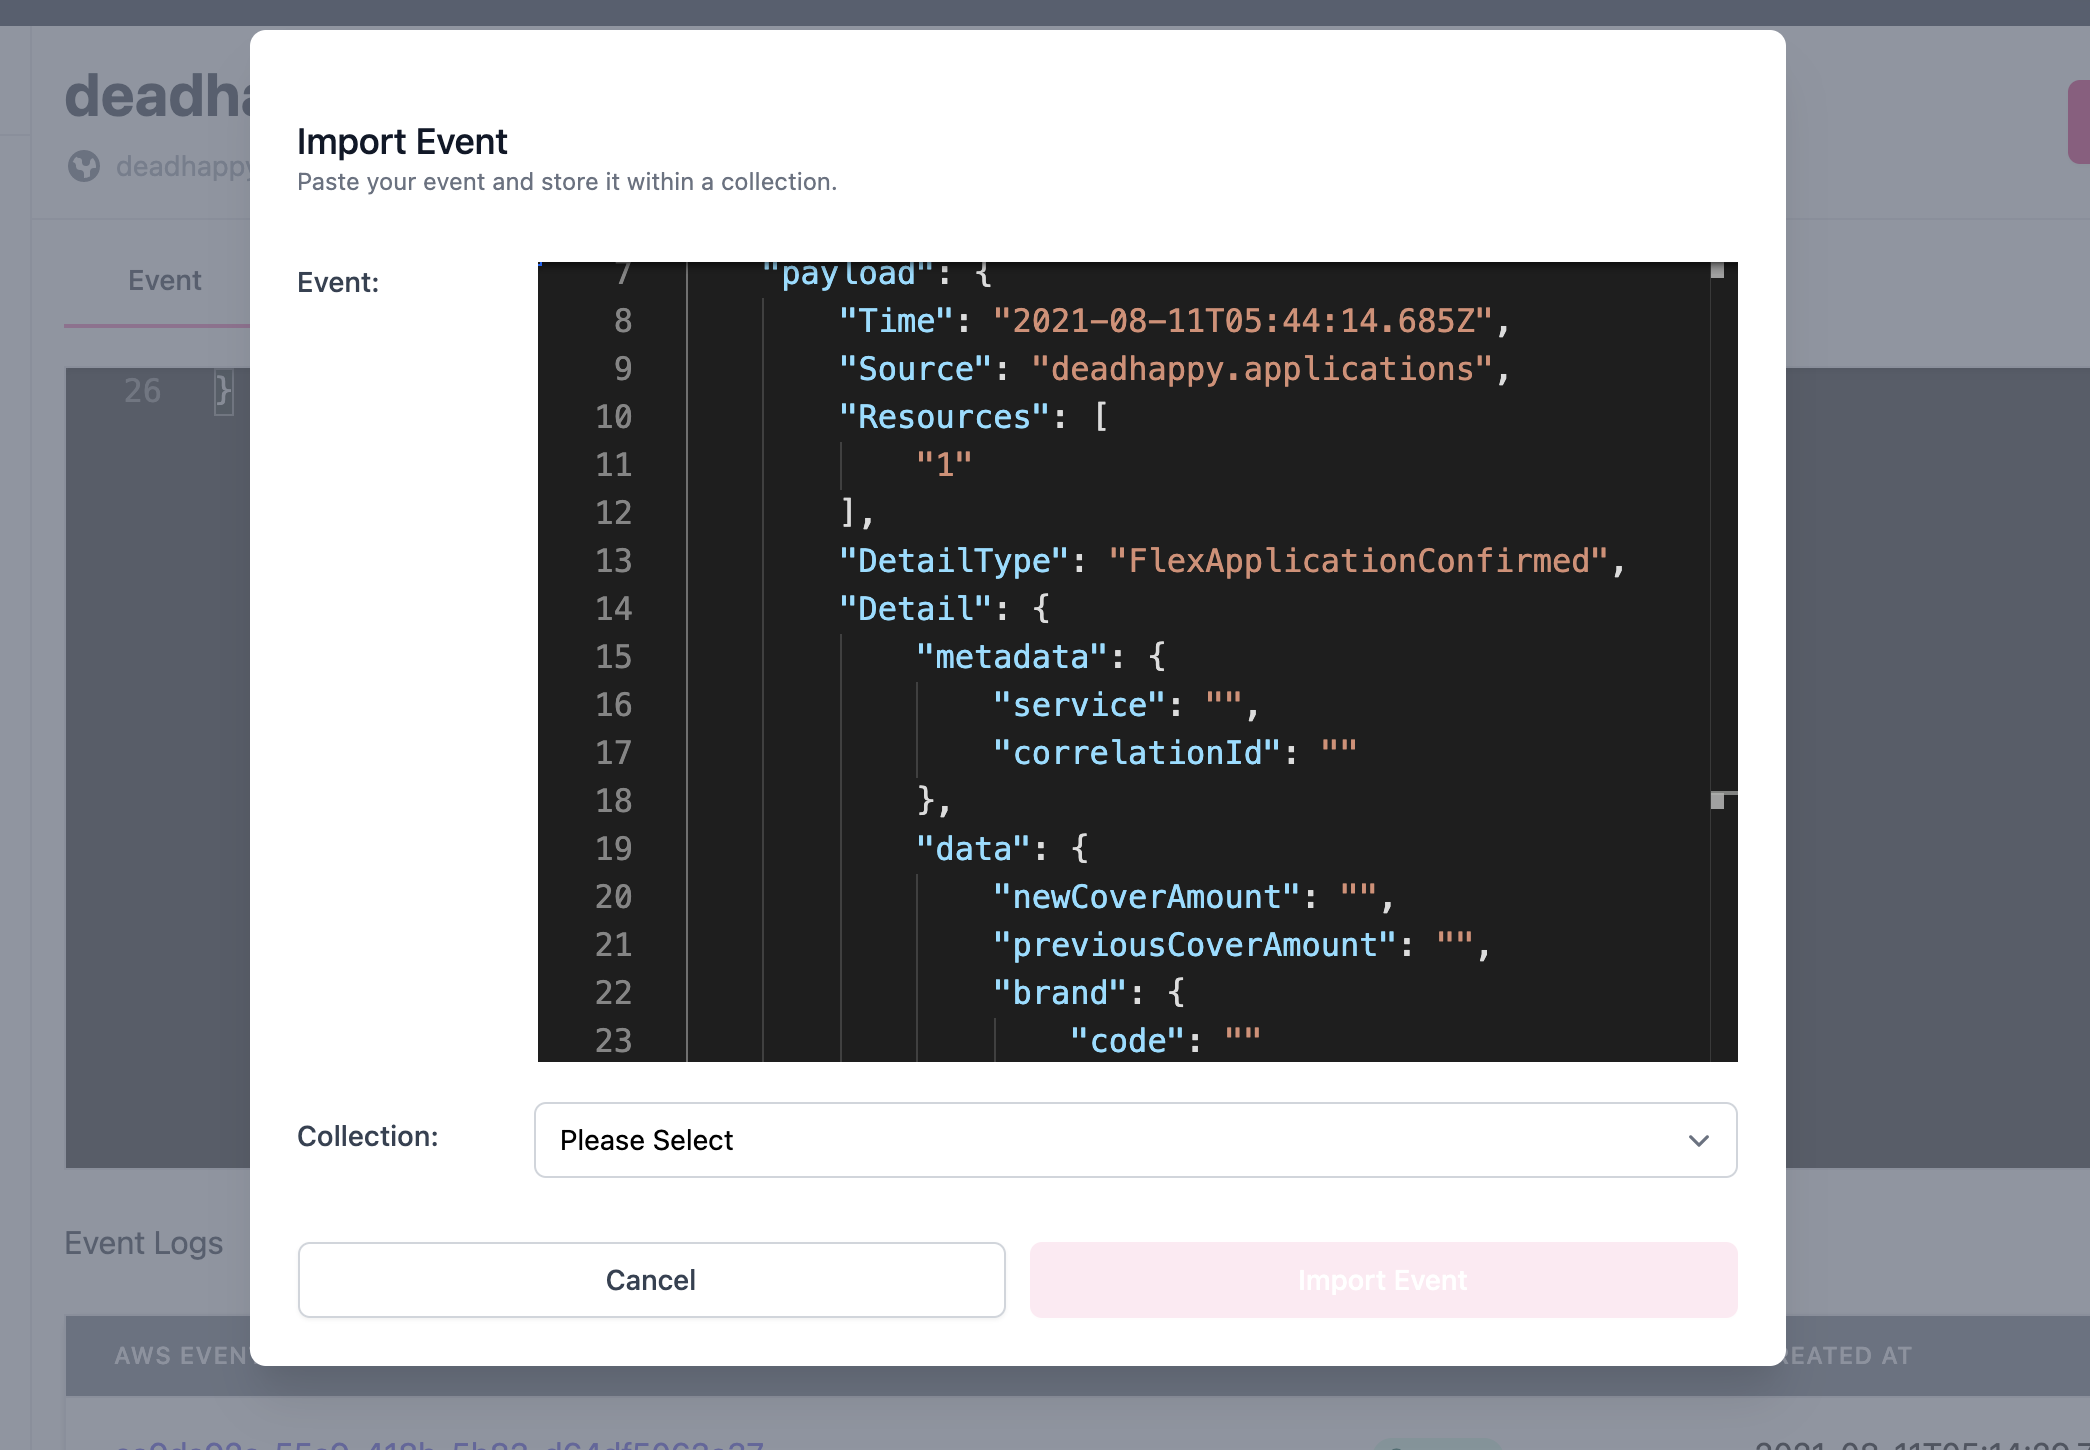 deadha
deadhappy
Import Event
Paste your event and store it within a collection.
Event
26 }
Event:
7 "payload": {
8 "Time": "2021-08-11T05:44:14.685Z",
9 "Source": "deadhappy.applications",
10 "Resources": [
11 "1"
12 ],
13 "DetailType": "FlexApplicationConfirmed",
14 "Detail": {
15 "metadata": {
16 "service": "",
17 "correlationId": ""
18 },
19 "data": {
20 "newCoverAmount": "",
21 "previousCoverAmount": "",
22 "brand": {
23 "code": ""
Collection:
Please Select
Event Logs
Cancel
Import Event
AWS EVEN
REATED AT